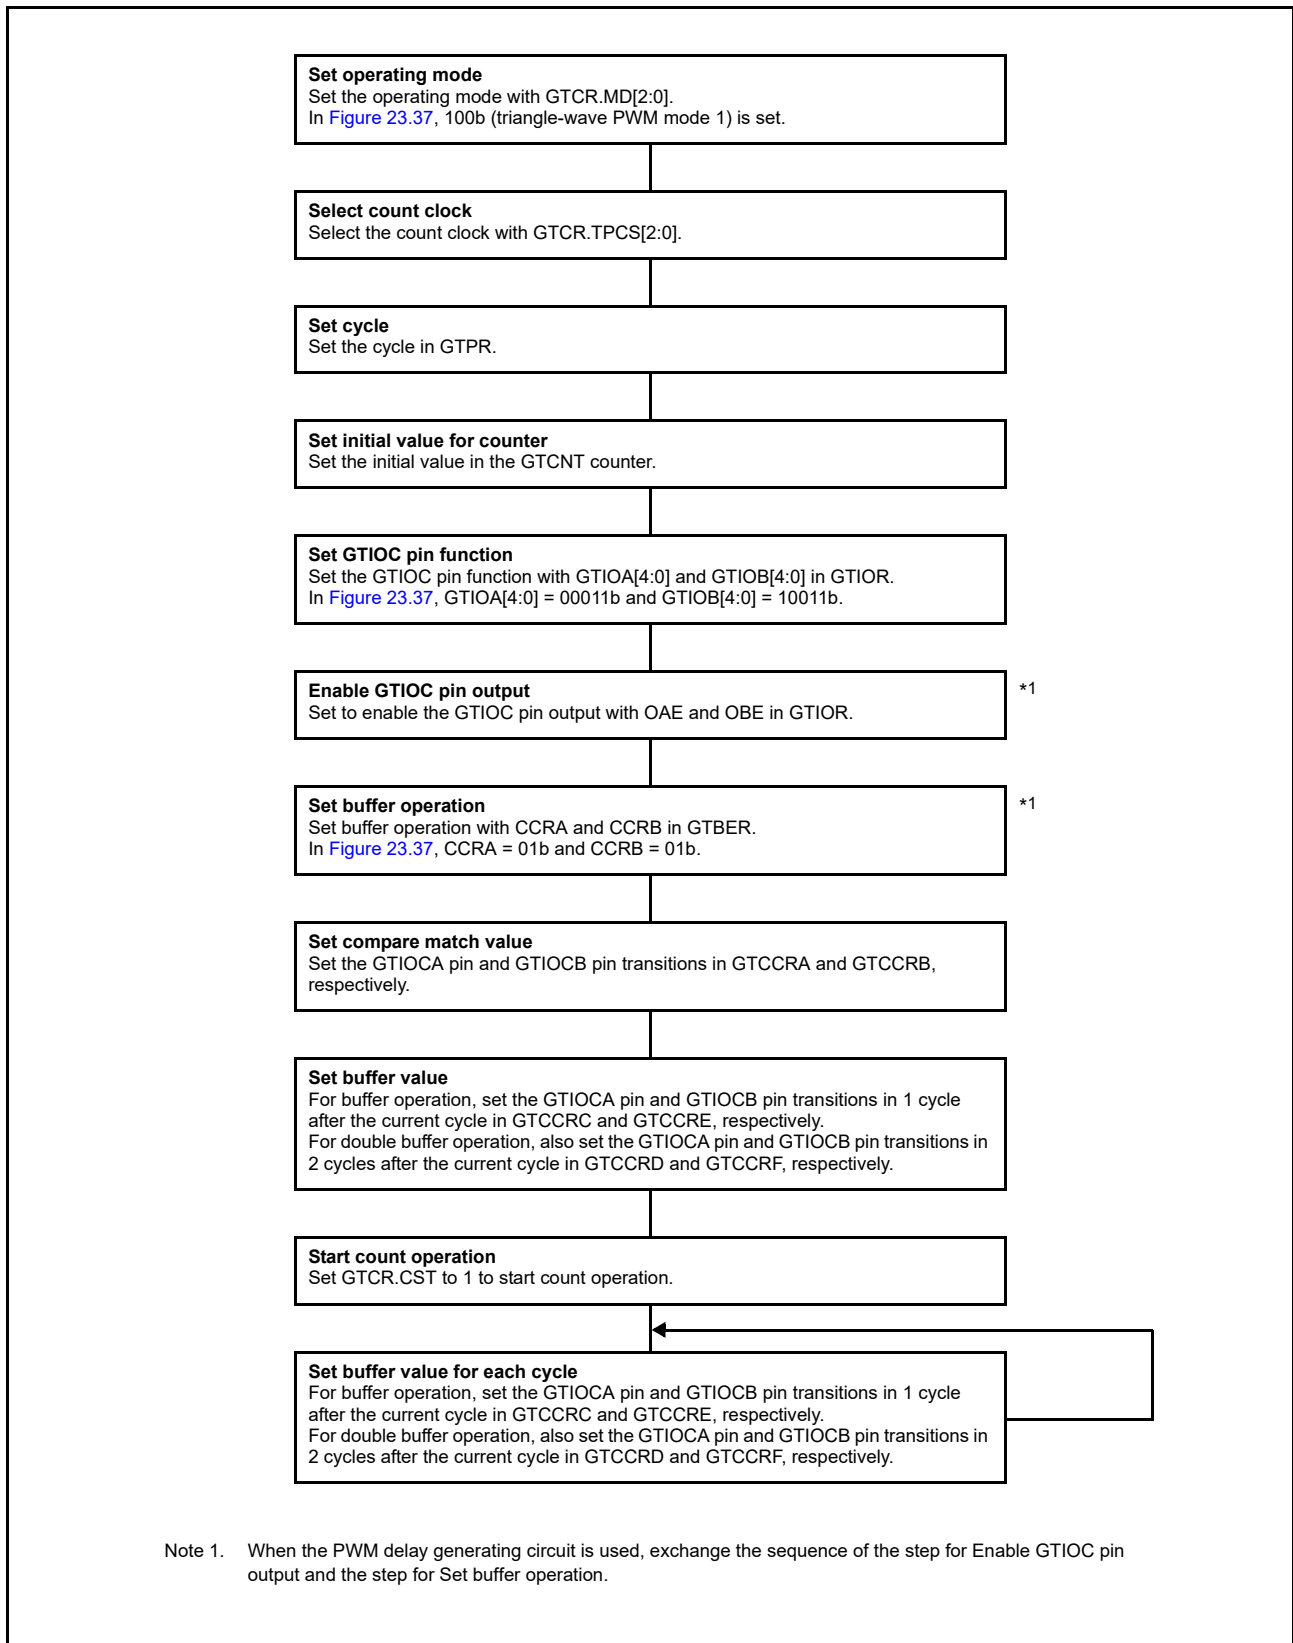 Set operating mode
Set the operating mode with GTCR.MD[2:0].
In Figure 23.37, 100b (triangle-wave PWM mode 1) is set.
Select count clock
Select the count clock with GTCR.TPCS[2:0].
Set cycle
Set the cycle in GTPR.
Set initial value for counter
Set the initial value in the GTCNT counter.
Set GTIOC pin function
Set the GTIOC pin function with GTIOA[4:0] and GTIOB[4:0] in GTIOR.
In Figure 23.37, GTIOA[4:0] = 00011b and GTIOB[4:0] = 10011b.
Enable GTIOC pin output
Set to enable the GTIOC pin output with OAE and OBE in GTIOR.
*1
Set buffer operation
Set buffer operation with CCRA and CCRB in GTBER.
In Figure 23.37, CCRA = 01b and CCRB = 01b.
*1
Set compare match value
Set the GTIOCA pin and GTIOCB pin transitions in GTCCRA and GTCCRB,
respectively.
Set buffer value
For buffer operation, set the GTIOCA pin and GTIOCB pin transitions in 1 cycle
after the current cycle in GTCCRC and GTCCRE, respectively.
For double buffer operation, also set the GTIOCA pin and GTIOCB pin transitions in
2 cycles after the current cycle in GTCCRD and GTCCRF, respectively.
Start count operation
Set GTCR.CST to 1 to start count operation.
Set buffer value for each cycle
For buffer operation, set the GTIOCA pin and GTIOCB pin transitions in 1 cycle
after the current cycle in GTCCRC and GTCCRE, respectively.
For double buffer operation, also set the GTIOCA pin and GTIOCB pin transitions in
2 cycles after the current cycle in GTCCRD and GTCCRF, respectively.
Note 1. When the PWM delay generating circuit is used, exchange the sequence of the step for Enable GTIOC pin
output and the step for Set buffer operation.